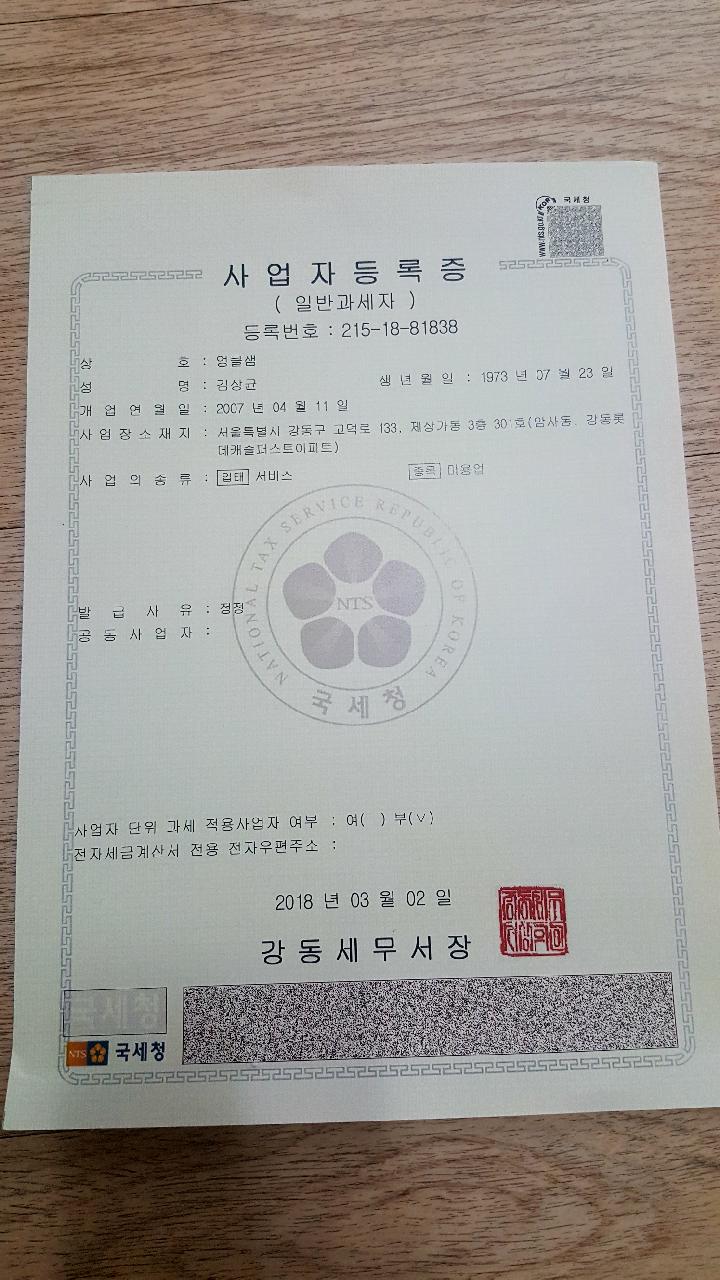 국세청
www.nts.go.kr
사업자등록증
( 일반과세자 )
등록번호 : 215-18-81838
상 호 : 엉클샘
성 명 : 김상균 생 년 월 일 : 1973 년 07 월 23 일
개 업 연 월 일 : 2007 년 04 월 11 일
사 업 장 소 재 지 : 서울특별시 강동구 고덕로 133, 제상가동 3층 호(암사동, 강동롯
데캐슬퍼스트아파트)
사 업 의 종 류 : 업태 서비스 종목 미용업
NATIONAL TAX SERVICE REPUBLIC OF KOREA
NTS
국세청
발 급 사 유 : 정정
공 동 사 업 자 :
사업자 단위 과세 적용사업자 여부 : 여( ) 부(∨)
전자세금계산서 전용 전자우편주소 :
2018 년 03 월 02 일
강 동 세 무 서 장
국세청
NTS 국세청